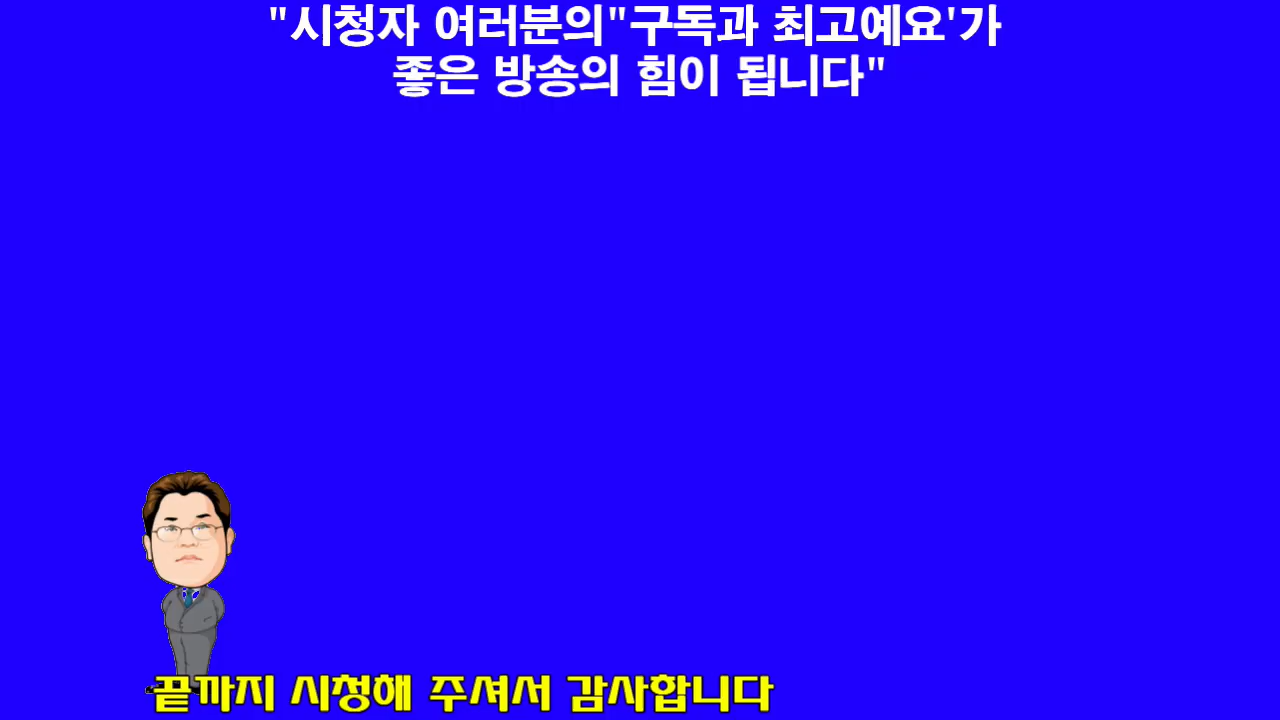 "시청자 여러분의"구독과 최고예요'가
좋은 방송의 힘이 됩니다"
끝까지 시청해 주셔서 감사합니다